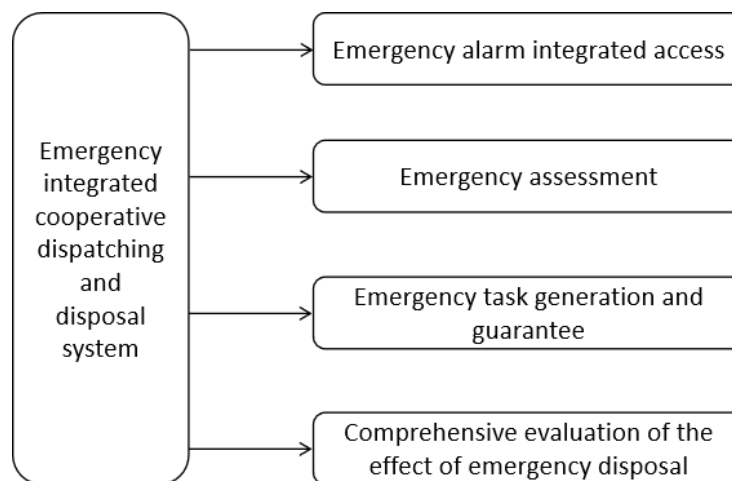 Emergency
integrated
cooperative
dispatching
and
disposal
system
Emergency alarm integrated access
Emergency assessment
Emergency task generation and
guarantee
Comprehensive evaluation of the
effect of emergency disposal